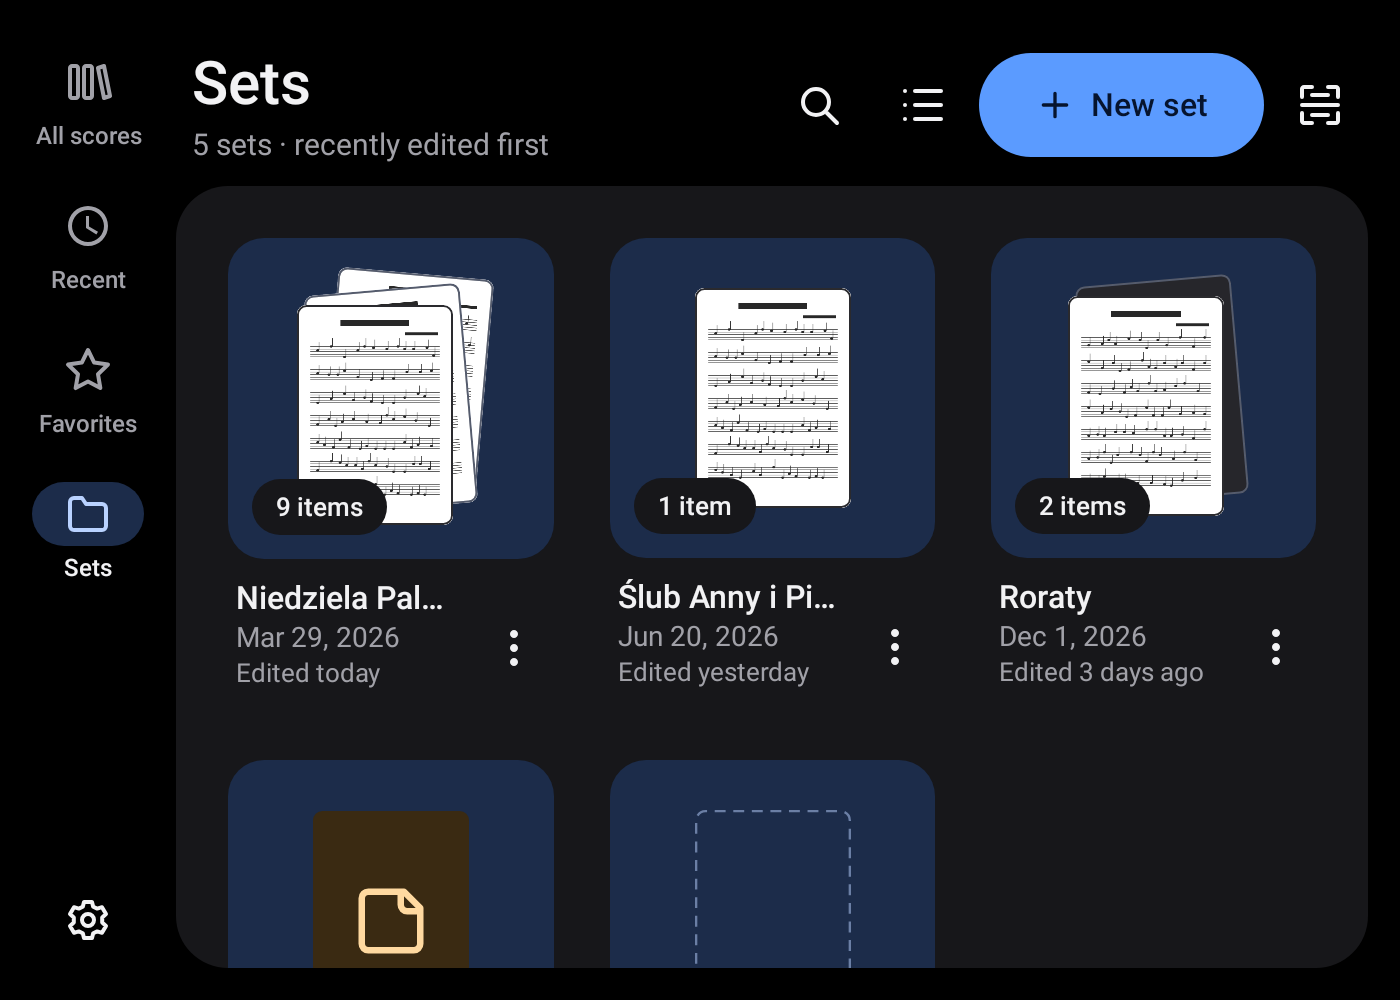 Sets
5 sets · recently edited first
New set
All scores
Recent
Favorites
Sets
9 items
1 item
2 items
Niedziela Pal...
Mar 29, 2026
Edited today
Ślub Anny i Pi...
Jun 20, 2026
Edited yesterday
Roraty
Dec 1, 2026
Edited 3 days ago